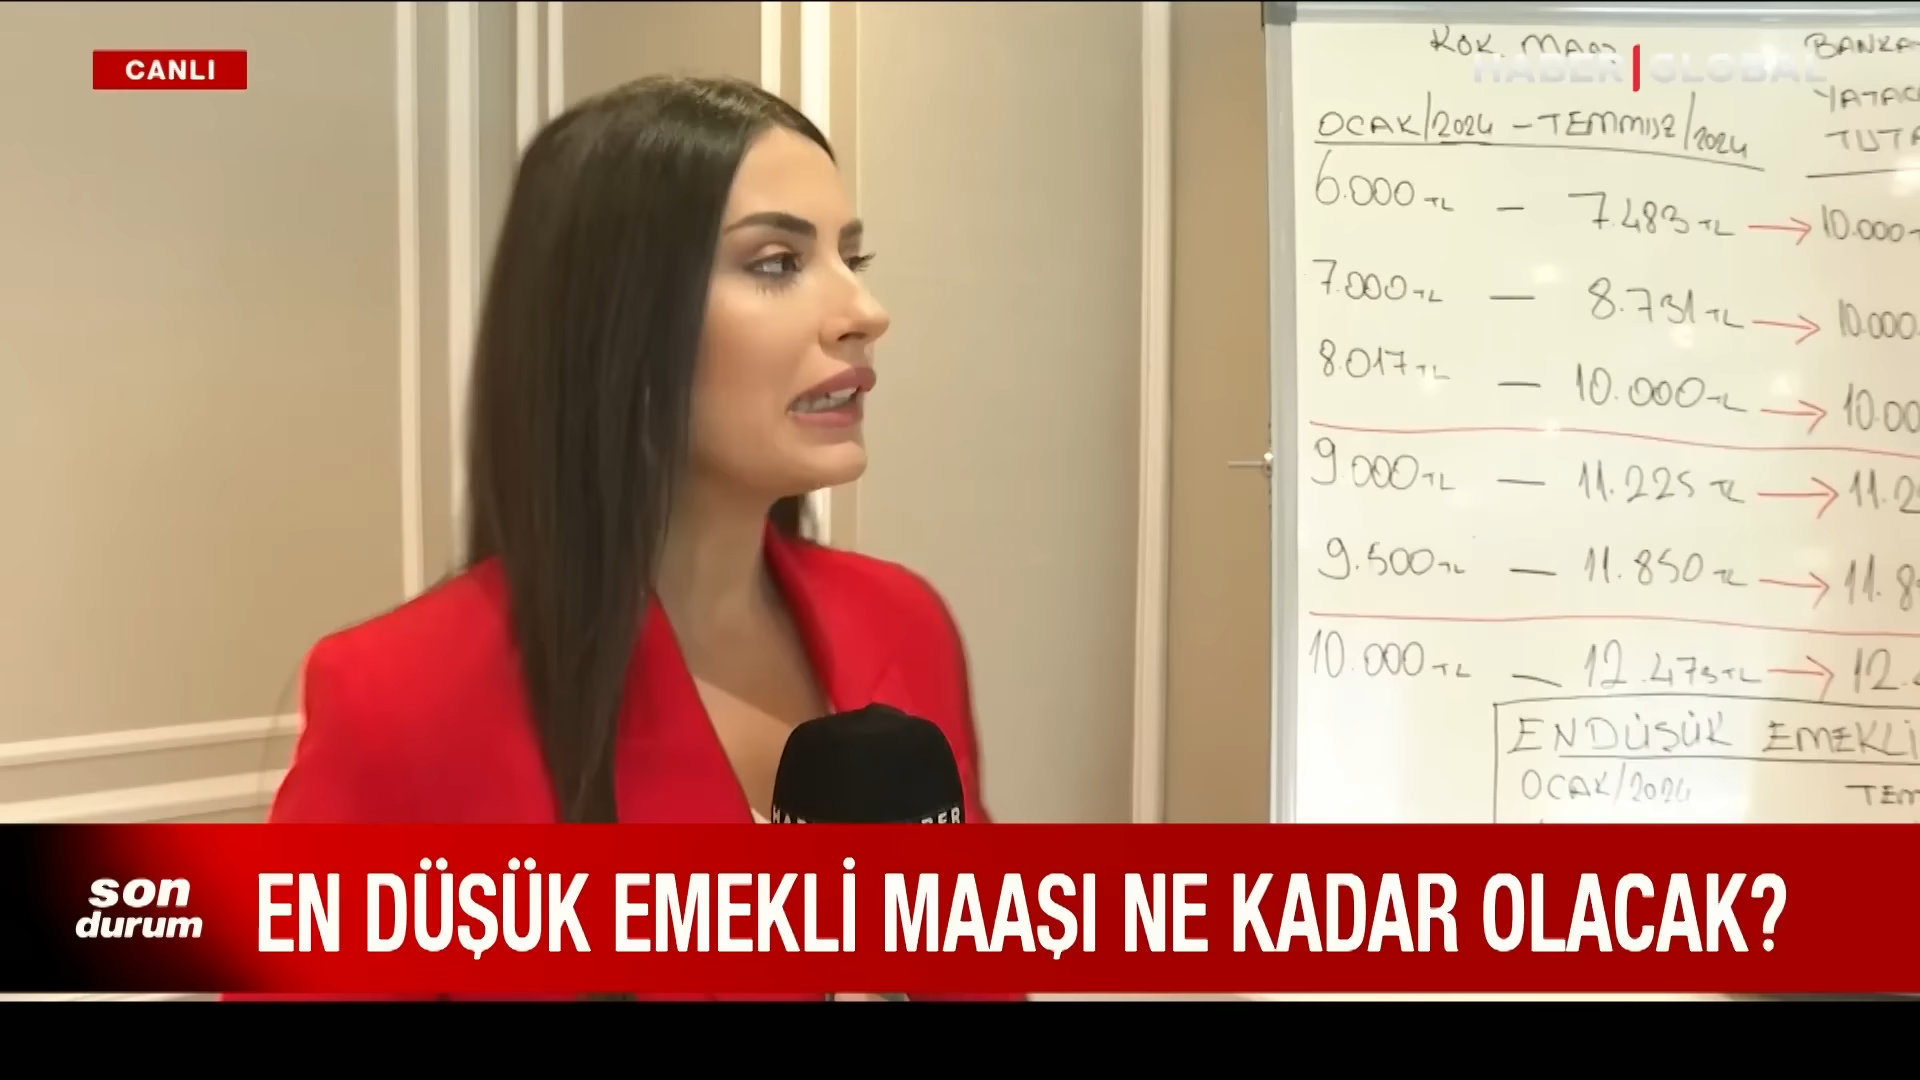 CANLI
KÖK. MAAŞ
BANKA
HABER GLOBAL
YATAC
OCAK/2024 - TEMMUZ/2024
TUTA
6.000 TL - 7.483 TL → 10.000
7.000 TL - 8.731 TL → 10.000
8.017 TL - 10.000 TL → 10.00
9.000 TL - 11.225 TL → 11.2
9.500 TL - 11.850 TL → 11.8
10.000 TL - 12.473 TL → 12.
EN DÜŞÜK EMEKLİ
OCAK/2024 TEM
son
durum
EN DÜŞÜK EMEKLİ MAAŞI NE KADAR OLACAK?